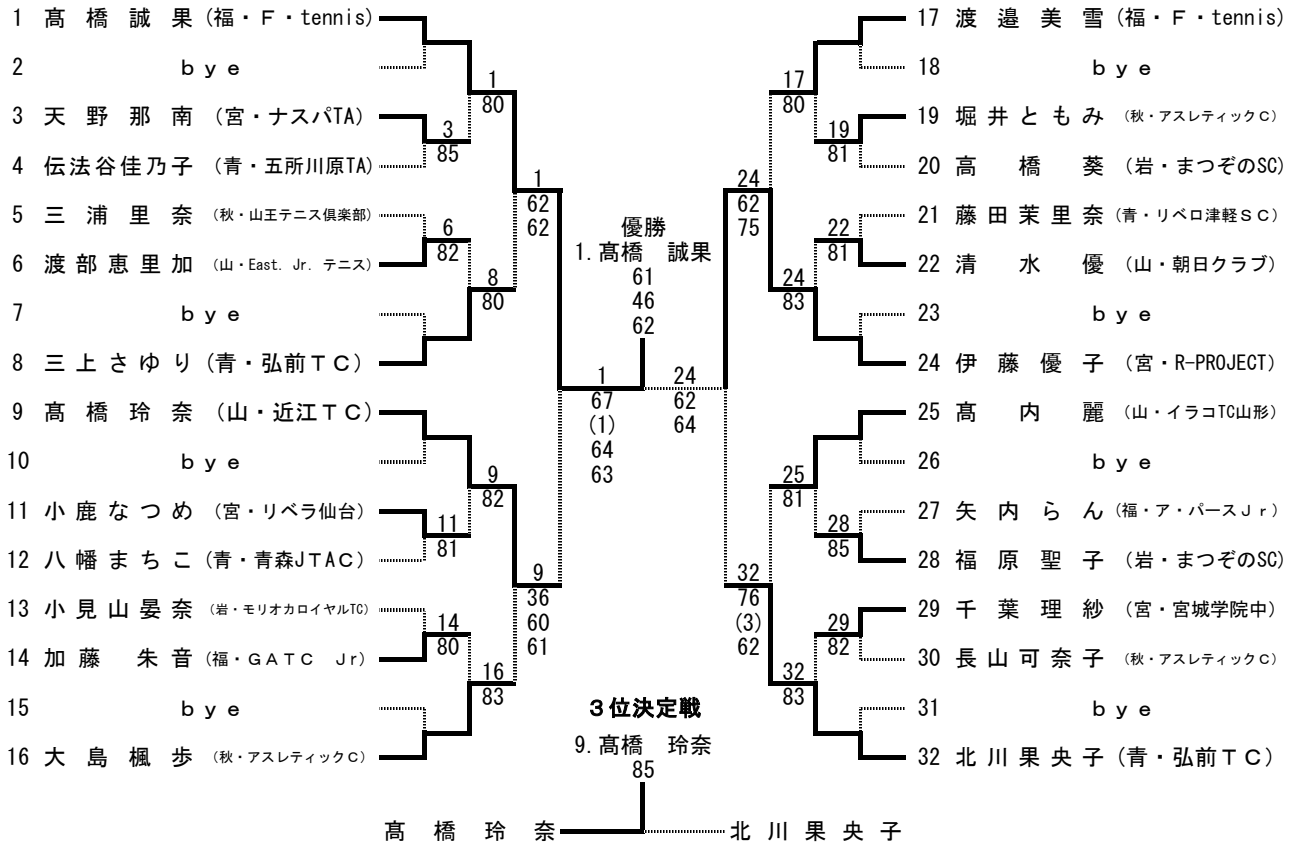 1 髙橋誠果 (福・F・tennis)
2 bye
3 天野那南 (宮・ナスパTA)
4 伝法谷佳乃子 (青・五所川原TA)
5 三浦里奈 (秋・山王テニス倶楽部)
6 渡部恵里加 (山・East. Jr. テニス)
7 bye
8 三上さゆり (青・弘前TC)
9 髙橋玲奈 (山・近江TC)
10 bye
11 小鹿なつめ (宮・リベラ仙台)
12 八幡まちこ (青・青森JTAC)
13 小見山晏奈 (岩・モリオカロイヤルTC)
14 加藤朱音 (福・GATC Jr)
15 bye
16 大島楓歩 (秋・アスレティックC)
1
80
3
85
6
82
8
80
9
82
11
81
14
80
16
83
1
62
62
9
36
60
61
1
67
(1)
64
63
優勝
1. 髙橋 誠果
61
46
62
24
62
64
24
62
75
32
76
(3)
62
17
80
19
81
22
81
24
83
25
81
28
85
29
82
32
83
17 渡邉美雪 (福・F・tennis)
18 bye
19 堀井ともみ (秋・アスレティックC)
20 高橋葵 (岩・まつぞのSC)
21 藤田茉里奈 (青・リベロ津軽SC)
22 清水優 (山・朝日クラブ)
23 bye
24 伊藤優子 (宮・R-PROJECT)
25 髙内麗 (山・イラコTC山形)
26 bye
27 矢内らん (福・ア・パースJr)
28 福原聖子 (岩・まつぞのSC)
29 千葉理紗 (宮・宮城学院中)
30 長山可奈子 (秋・アスレティックC)
31 bye
32 北川果央子 (青・弘前TC)
3位決定戦
9. 髙橋 玲奈
85
髙橋玲奈
北川果央子